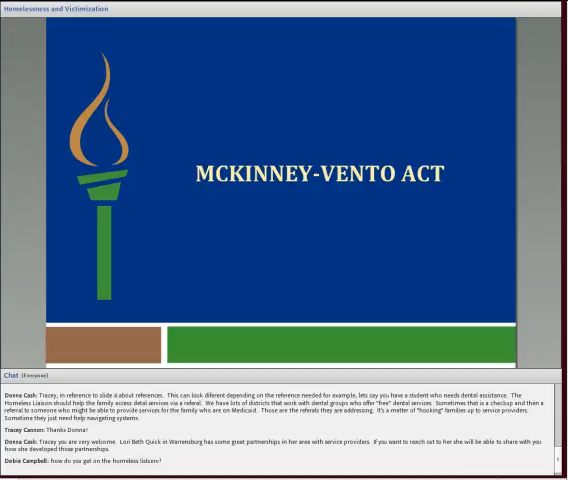 Homelessness and Victimization
MCKINNEY-VENTO ACT
Chat (Everyone)
Donna Cash: Tracey, in reference to slide 6 about references. This can look different depending on the reference needed for example, lets say you have a student who needs dental assistance. The
Homeless Liaison should help the family access detal services via a referal. We have lots of districts that work with dental groups who offer "free" dental services. Sometimes that is a checkup and then a
referral to someone who might be able to provide services for the family who are on Medicaid. Those are the referals they are addressing. It's a matter of "hooking" families up to service providers.
Sometime they just need help navigating systems.
Tracey Cannon: Thanks Donna!
Donna Cash: Tracey you are very welcome. Lori Beth Quick in Warrensburg has some great partnerships in her area with service providers. If you want to reach out to her she will be able to share with you
how she developed those partnerships.
Debie Campbell: how do you get on the homeless listserv?